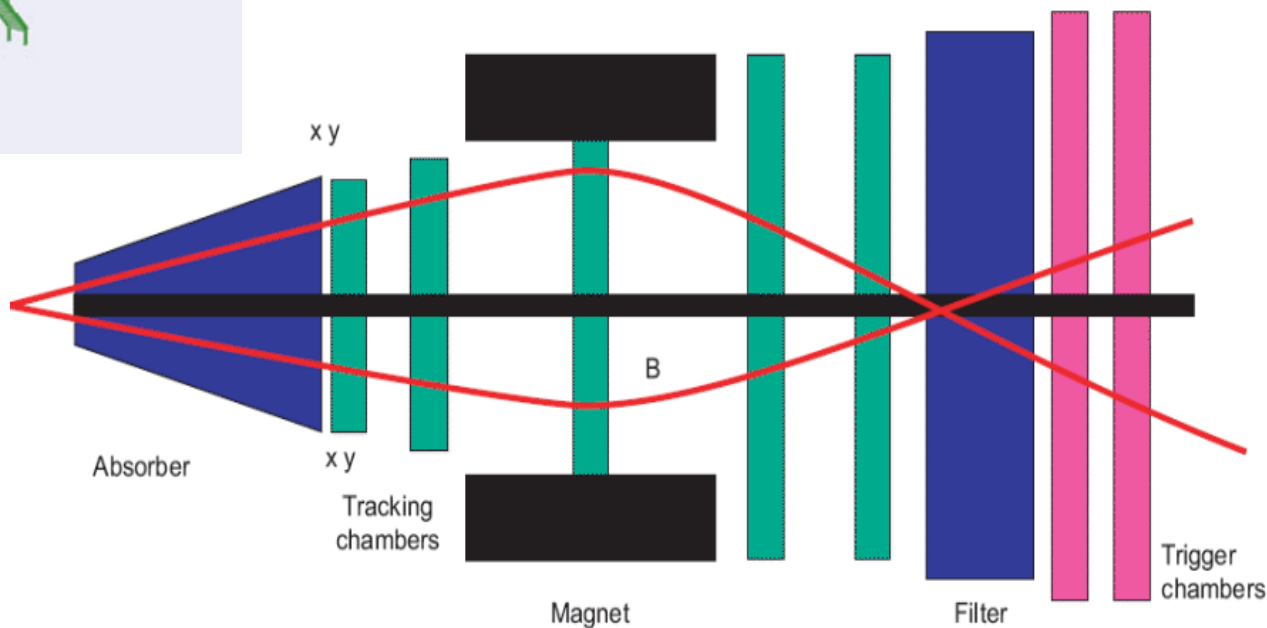 x y
B
x y
Absorber
Tracking
chambers
Magnet
Filter
Trigger
chambers